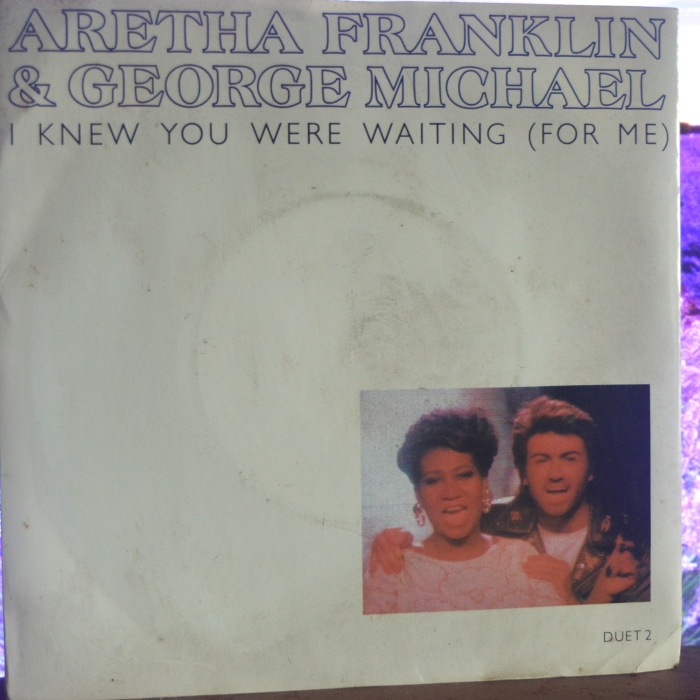 ARETHA FRANKLIN
& GEORGE MICHAEL
I KNEW YOU WERE WAITING (FOR ME)
DUET 2